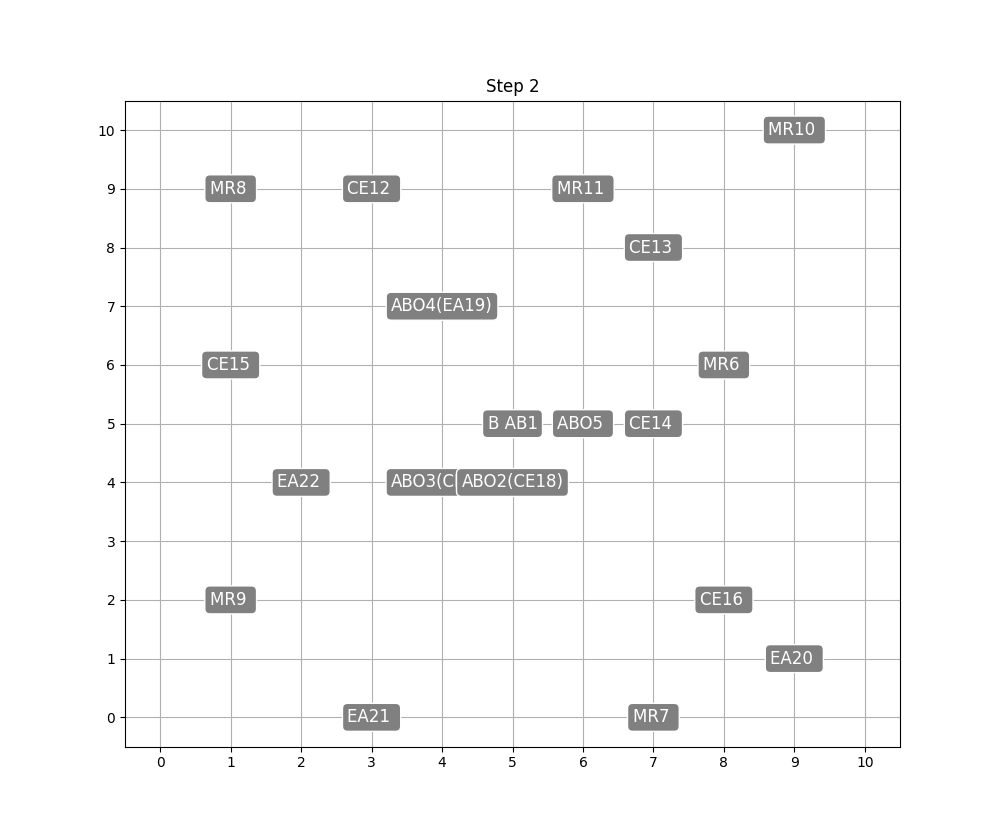 Step 2
10
MR10
9
MR8
CE12
MR11
8
CE13
7
ABO4(EA19)
6
CE15
MR6
5
B AB1
ABO5
CE14
4
EA22
ABO3(C
ABO2(CE18)
3
2
MR9
CE16
1
EA20
0
EA21
MR7
0 1 2 3 4 5 6 7 8 9 10